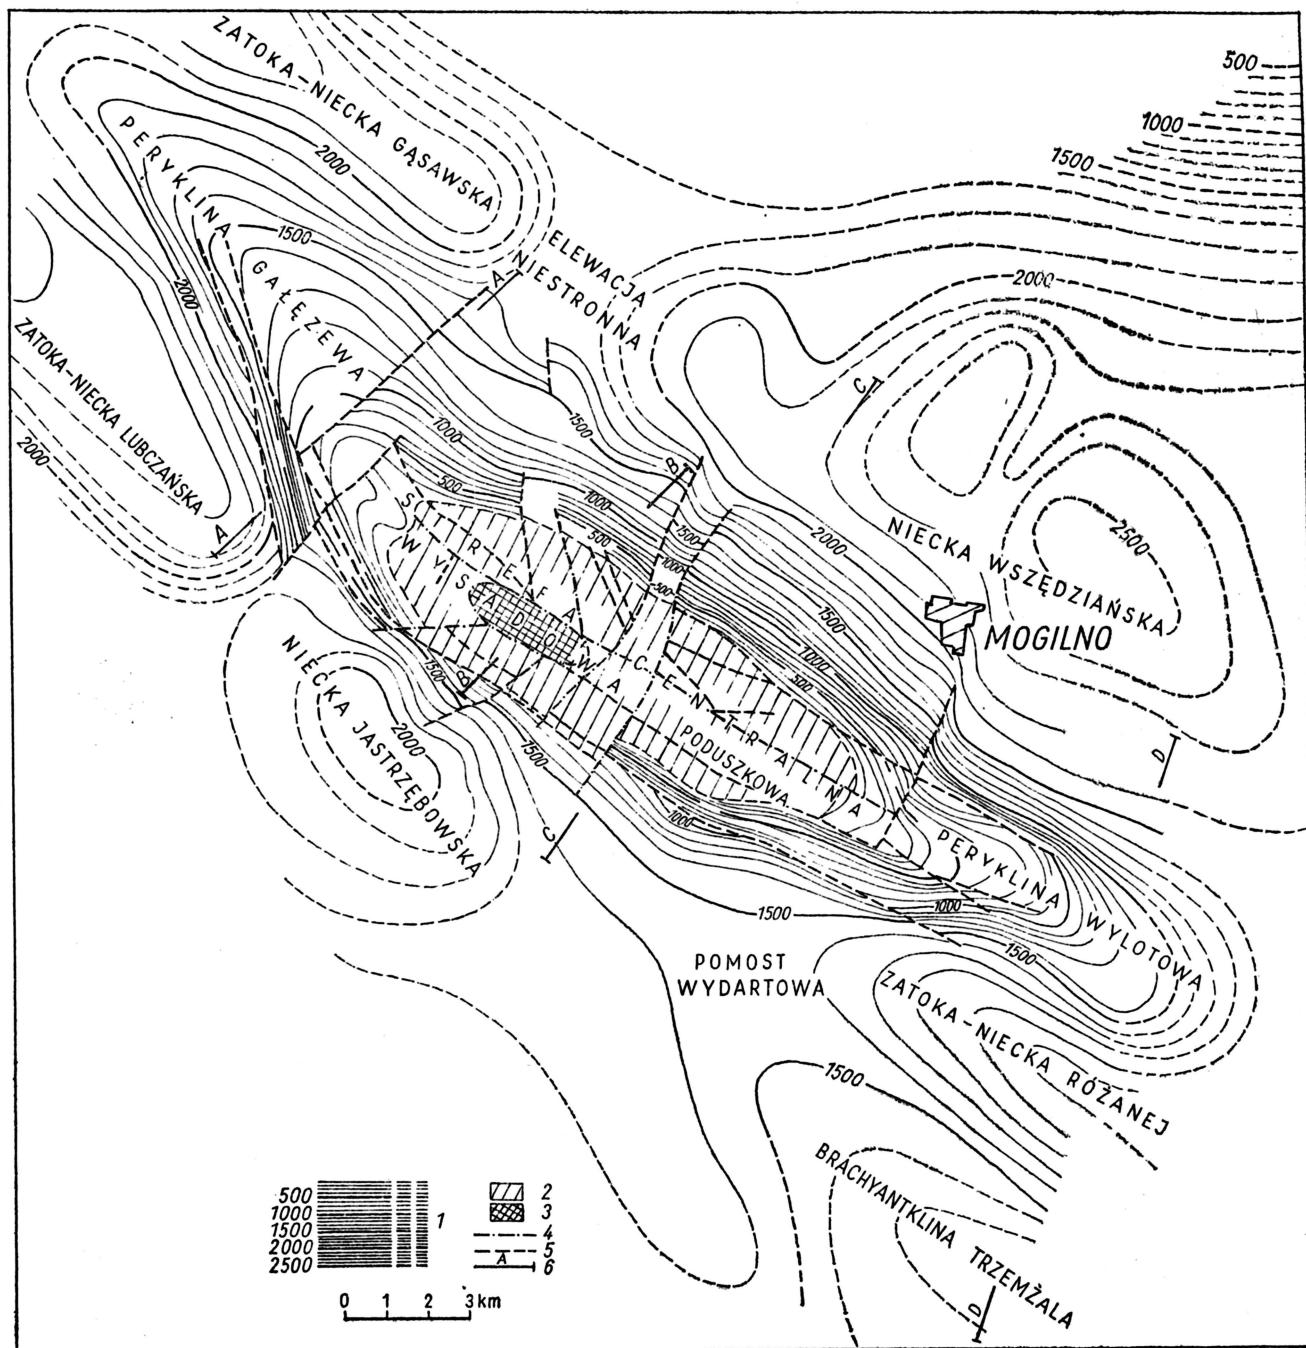 ZATOKA-NIECKA GĄSAWSKA
500
1000
1500
PERYKLINA
GAŁĘZEWA
2000
1500
2000
ELEWACJA
NIESTRONNA
A
2000
ZATOKA-NIECKA LUBCZAŃSKA
2000
A
C
1000
1500
B
500
1000
500
1500
1000
500
2000
1500
1000
500
2500
NIECKA WSZĘDZIAŃSKA
MOGILNO
STREFA CENTRALNA
WYSADOWA
PODUSZKOWA
NIECKA JASTRZĘBOWSKA
1500
2000
B
1500
C
D
1000
PERYKLINA
WYLOTOWA
1000
1500
1500
POMOST
WYDARTOWA
ZATOKA-NIECKA RÓŻANEJ
1500
BRACHYANTKLINA TRZEMŻALA
D
500
1000
1500
2000
2500
1
2
3
4
5
A
6
0 1 2 3 km